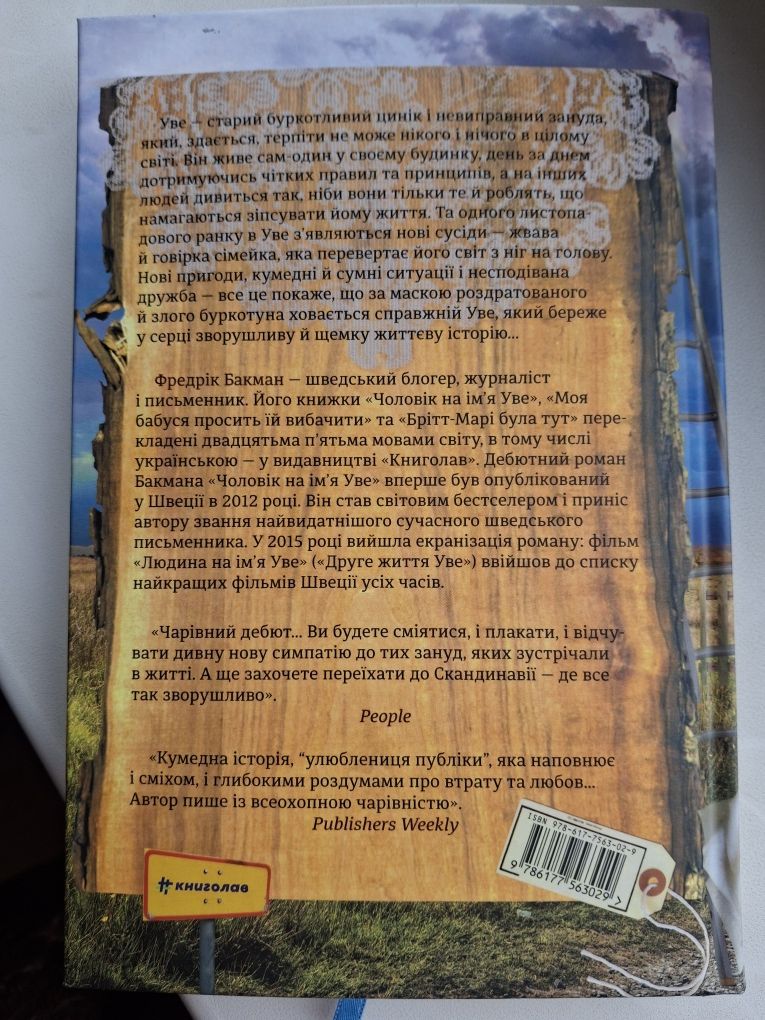 Уве — старий буркотливий цинік і невиправний зануда,
який, здається, терпіти не може нікого і нічого в цілому
світі. Він живе сам-один у своєму будинку, день за днем
дотримуючись чітких правил та принципів, а на інших
людей дивиться так, ніби вони тільки те й роблять, що
намагаються зіпсувати йому життя. Та одного листопа-
дового ранку в Уве з’являються нові сусіди — жвава
й говірка сімейка, яка перевертає його світ з ніг на голову.
Нові пригоди, кумедні й сумні ситуації і несподівана
дружба — все це покаже, що за маскою роздратованого
й злого буркотуна ховається справжній Уве, який береже
у серці зворушливу й щемку життєву історію...
Фредрік Бакман — шведський блогер, журналіст
і письменник. Його книжки «Чоловік на ім’я Уве», «Моя
бабуся просить їй вибачити» та «Брітт-Марі була тут» пере-
кладені двадцятьма п’ятьма мовами світу, в тому числі
українською — у видавництві «Книголав». Дебютний роман
Бакмана «Чоловік на ім’я Уве» вперше був опублікований
у Швеції в 2012 році. Він став світовим бестселером і приніс
автору звання найвидатнішого сучасного шведського
письменника. У 2015 році вийшла екранізація роману: фільм
«Людина на ім’я Уве» («Друге життя Уве») ввійшов до списку
найкращих фільмів Швеції усіх часів.
«Чарівний дебют... Ви будете сміятися, і плакати, і відчу-
вати дивну нову симпатію до тих зануд, яких зустрічали
в житті. А ще захочете переїхати до Скандинавії — де все
так зворушливо».
People
«Кумедна історія, “улюблениця публіки”, яка наповнює
і сміхом, і глибокими роздумами про втрату та любов...
Автор пише із всеохопною чарівністю».
Publishers Weekly
ISBN 978-617-7563-02-9
9 786177 563029 >
#книголав